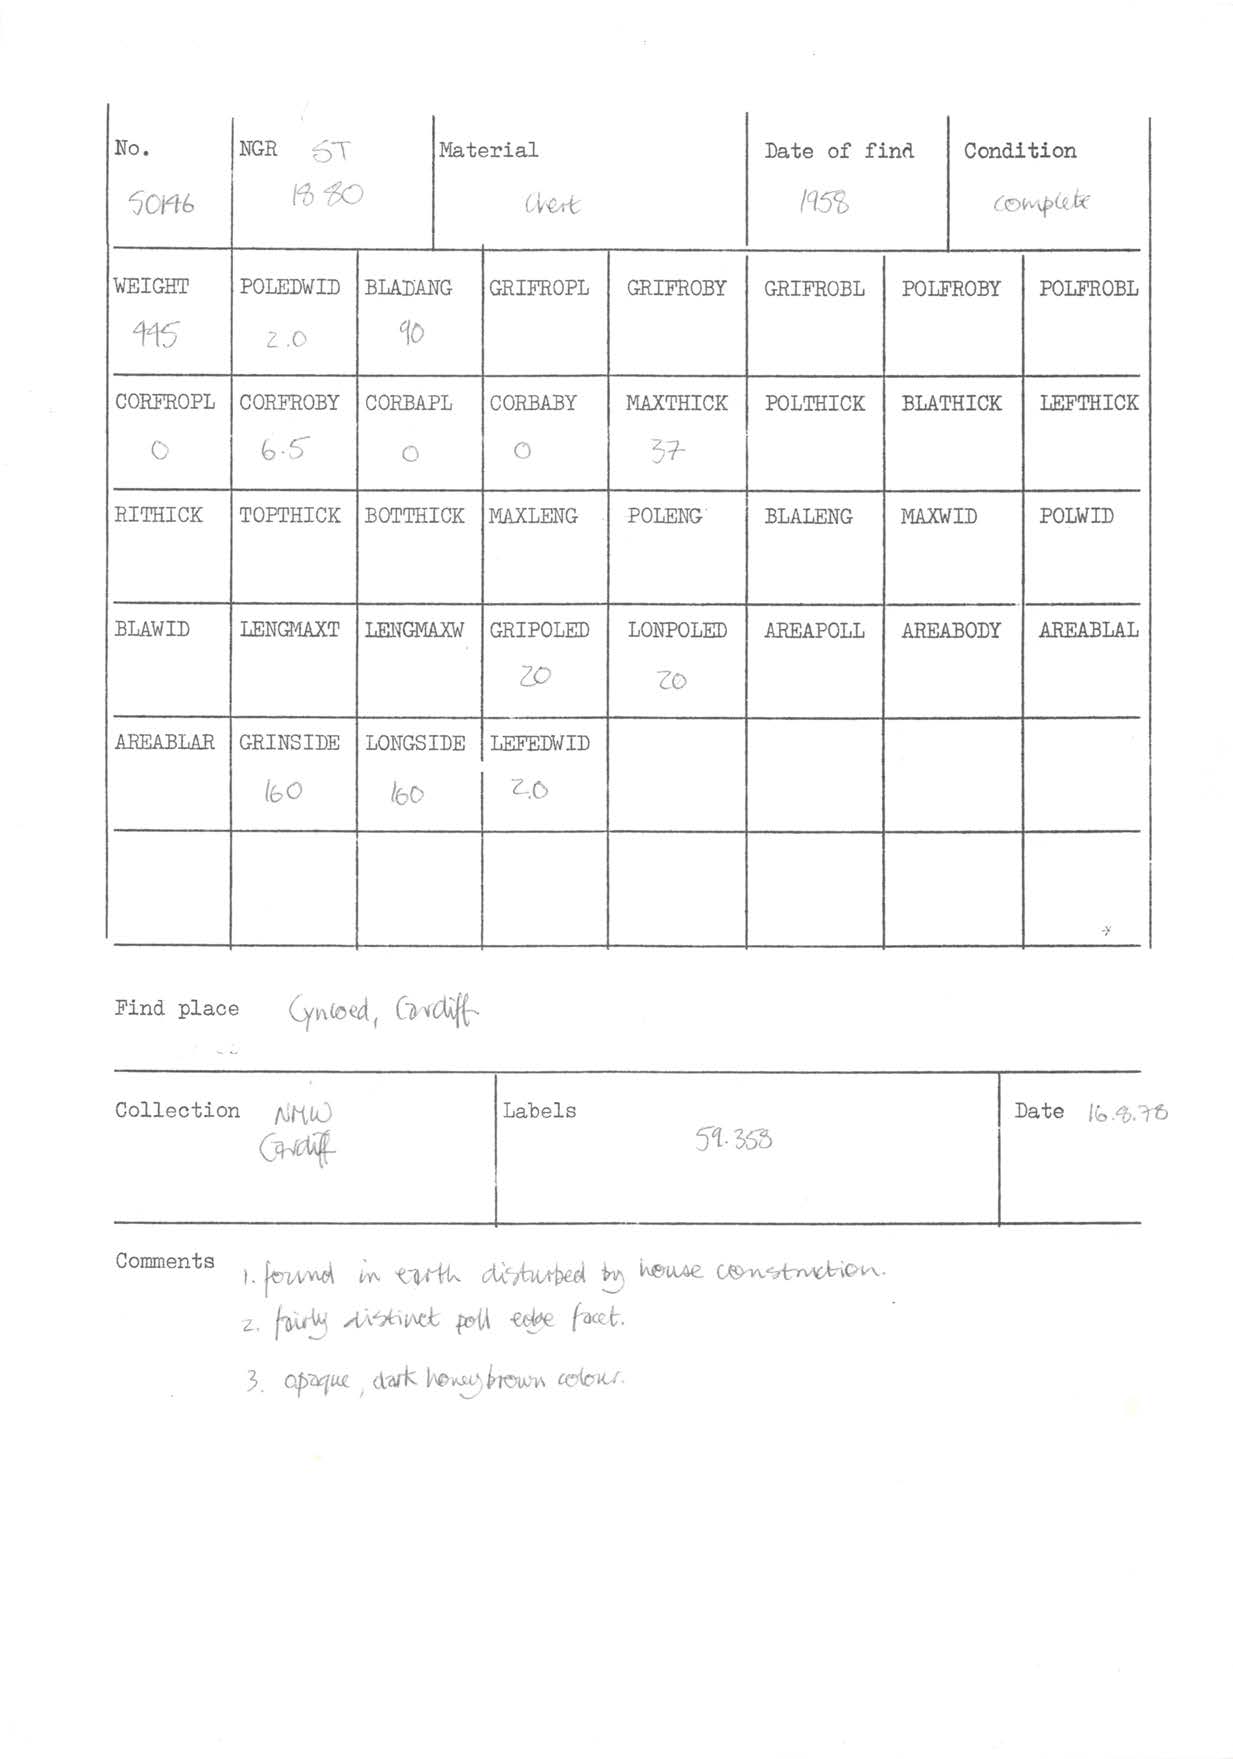 No. NGR ST Material Date of find Condition
50146 18 80 Chert 1958 complete
WEIGHT POLEDWID BLADANG GRIFROPL GRIFROBY GRIFROBL POLFROBY POLFROBL
445 2.0 90
CORFROPL CORFROBY CORBAPL CORBABY MAXTHICK POLTHICK BLATHICK LEFTHICK
0 6.5 0 0 37
RITHICK TOPTHICK BOTTHICK MAXLENG POLENG BLALENG MAXWID POLWID
BLAWID LENGMAXT LENGMAXW GRIPOLED LONPOLED AREAPOLL AREABODY AREABLAL
20 20
AREABLAR GRINSIDE LONGSIDE LEFEDWID
160 160 2.0
Find place Cyncoed, Cardiff
Collection NMW Labels Date 16.8.78
Cardiff 59.358
Comments 1. found in earth disturbed by house construction.
2. fairly distinct poll edge facet.
3. opaque, dark honey brown colour.